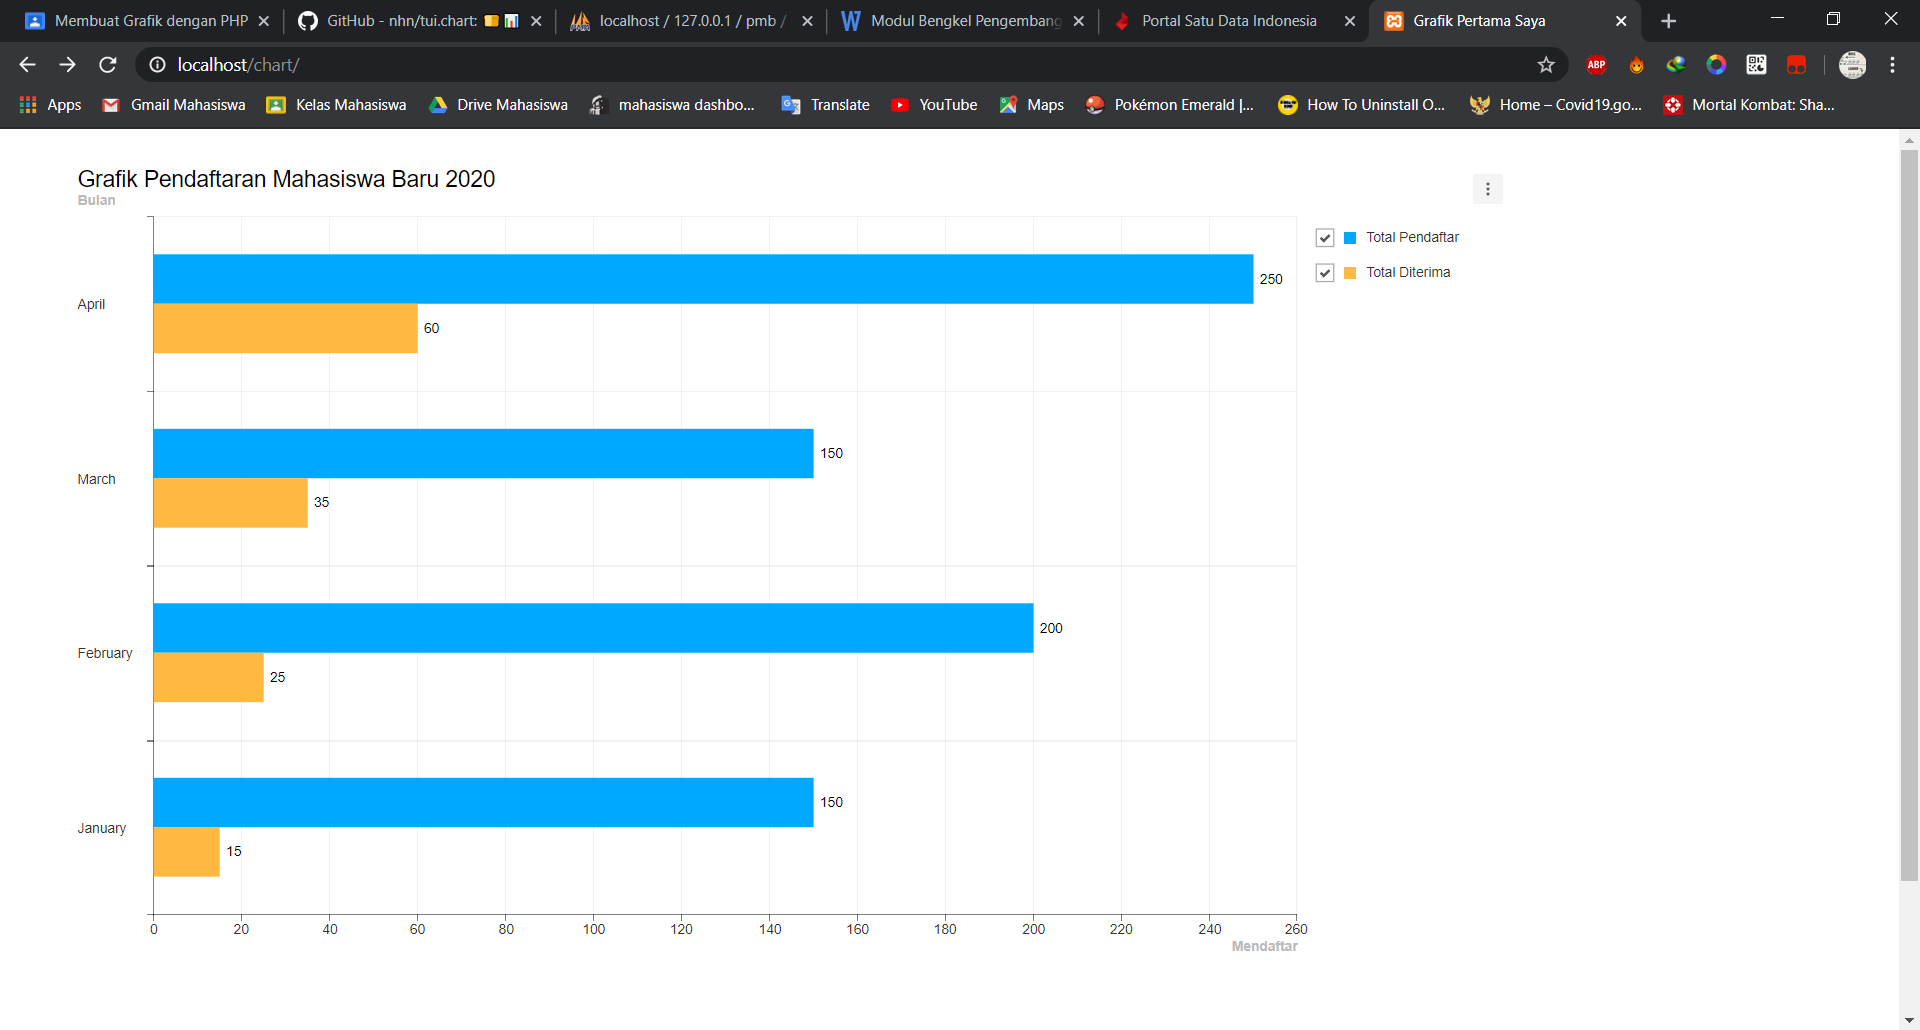 Membuat Grafik dengan PHP
GitHub - nhn/tui.chart:
localhost / 127.0.0.1 / pmb /
Modul Bengkel Pengembang
Portal Satu Data Indonesia
Grafik Pertama Saya
localhost/chart/
ABP
Apps
Gmail Mahasiswa
Kelas Mahasiswa
Drive Mahasiswa
mahasiswa dashbo...
Translate
YouTube
Maps
Pokémon Emerald |...
How To Uninstall O...
Home – Covid19.go...
Mortal Kombat: Sha...
Grafik Pendaftaran Mahasiswa Baru 2020
Bulan
Total Pendaftar
Total Diterima
April
250
60
March
150
35
February
200
25
January
150
15
0 20 40 60 80 100 120 140 160 180 200 220 240 260
Mendaftar